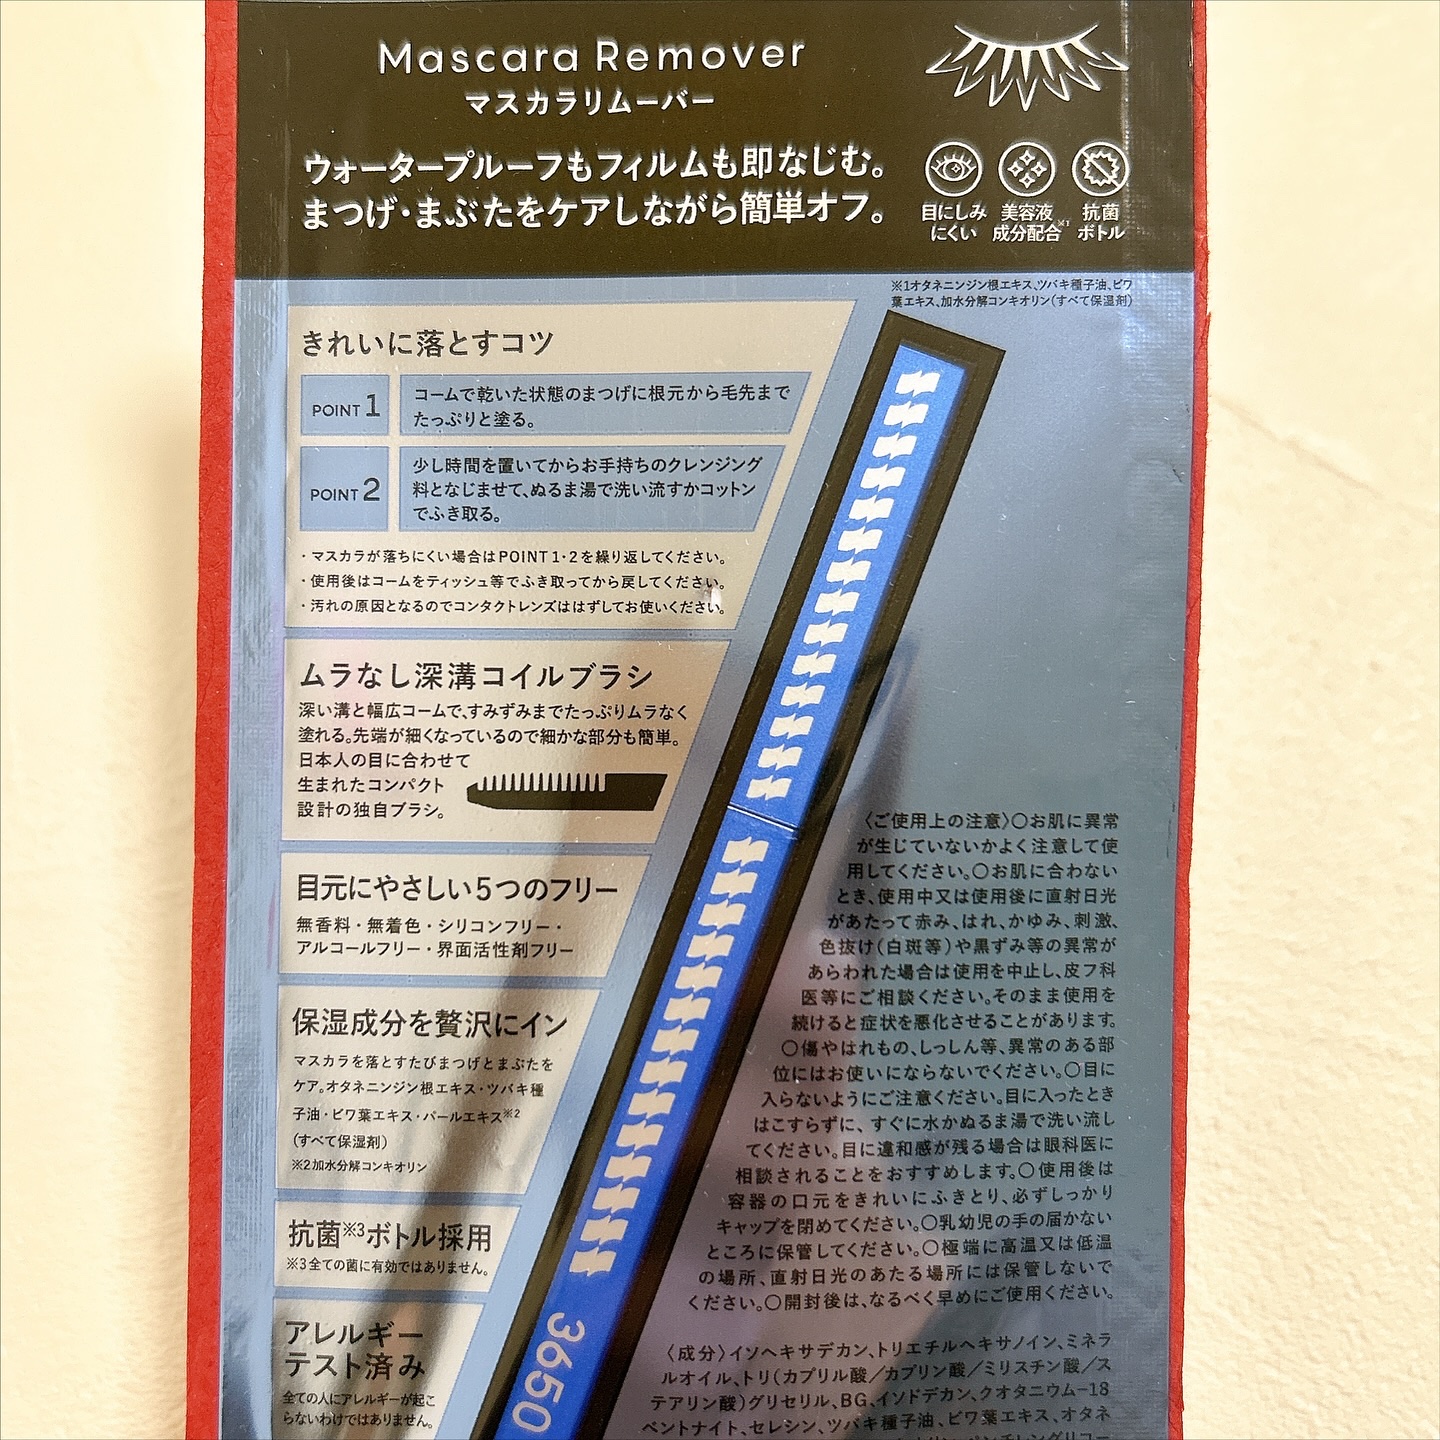 Mascara Remover
マスカラリムーバー
ウォータープルーフもフィルムも即なじむ。
まつげ・まぶたをケアしながら簡単オフ。
目にしみ
にくい
美容液
成分配合※1
抗菌
ボトル
※1オタネニンジン根エキス、ツバキ種子油、ビワ
葉エキス、加水分解コンキオリン(すべて保湿剤)
きれいに落とすコツ
POINT 1
コームで乾いた状態のまつげに根元から毛先まで
たっぷりと塗る。
POINT 2
少し時間を置いてからお手持ちのクレンジング
料となじませて、ぬるま湯で洗い流すかコットン
でふき取る。
・マスカラが落ちにくい場合はPOINT1・2を繰り返してください。
・使用後はコームをティッシュ等でふき取ってから戻してください。
・汚れの原因となるのでコンタクトレンズははずしてお使いください。
ムラなし深溝コイルブラシ
深い溝と幅広コームで、すみずみまでたっぷりムラなく
塗れる。先端が細くなっているので細かな部分も簡単。
日本人の目に合わせて
生まれたコンパクト
設計の独自ブラシ。
目元にやさしい5つのフリー
無香料・無着色・シリコンフリー・
アルコールフリー・界面活性剤フリー
保湿成分を贅沢にイン
マスカラを落とすたびまつげとまぶたを
ケア。オタネニンジン根エキス・ツバキ種
子油・ビワ葉エキス・パールエキス※2
(すべて保湿剤)
※2加水分解コンキオリン
抗菌※3ボトル採用
※3全ての菌に有効ではありません。
アレルギー
テスト済み
全ての人にアレルギーが起こ
らないわけではありません。
3650
〈ご使用上の注意〉○お肌に異常
が生じていないかよく注意して使
用してください。○お肌に合わない
とき、使用中又は使用後に直射日光
があたって赤み、はれ、かゆみ、刺激、
色抜け(白斑等)や黒ずみ等の異常が
あらわれた場合は使用を中止し、皮フ科
医等にご相談ください。そのまま使用を
続けると症状を悪化させることがあります。
○傷やはれもの、しっしん等、異常のある部
位にはお使いにならないでください。○目に
入らないようにご注意ください。目に入ったとき
はこすらずに、すぐに水かぬるま湯で洗い流し
てください。目に違和感が残る場合は眼科医に
相談されることをおすすめします。○使用後は
容器の口元をきれいにふきとり、必ずしっかり
キャップを閉めてください。○乳幼児の手の届かない
ところに保管してください。○極端に高温又は低温
の場所、直射日光のあたる場所には保管しないで
ください。○開封後は、なるべく早めにご使用ください。
〈成分〉イソヘキサデカン、トリエチルヘキサノイン、ミネラ
ルオイル、トリ(カプリル酸／カプリン酸／ミリスチン酸／ス
テアリン酸)グリセリル、BG、イソドデカン、クオタニウム-18
ベントナイト、セレシン、ツバキ種子油、ビワ葉エキス、オタネ